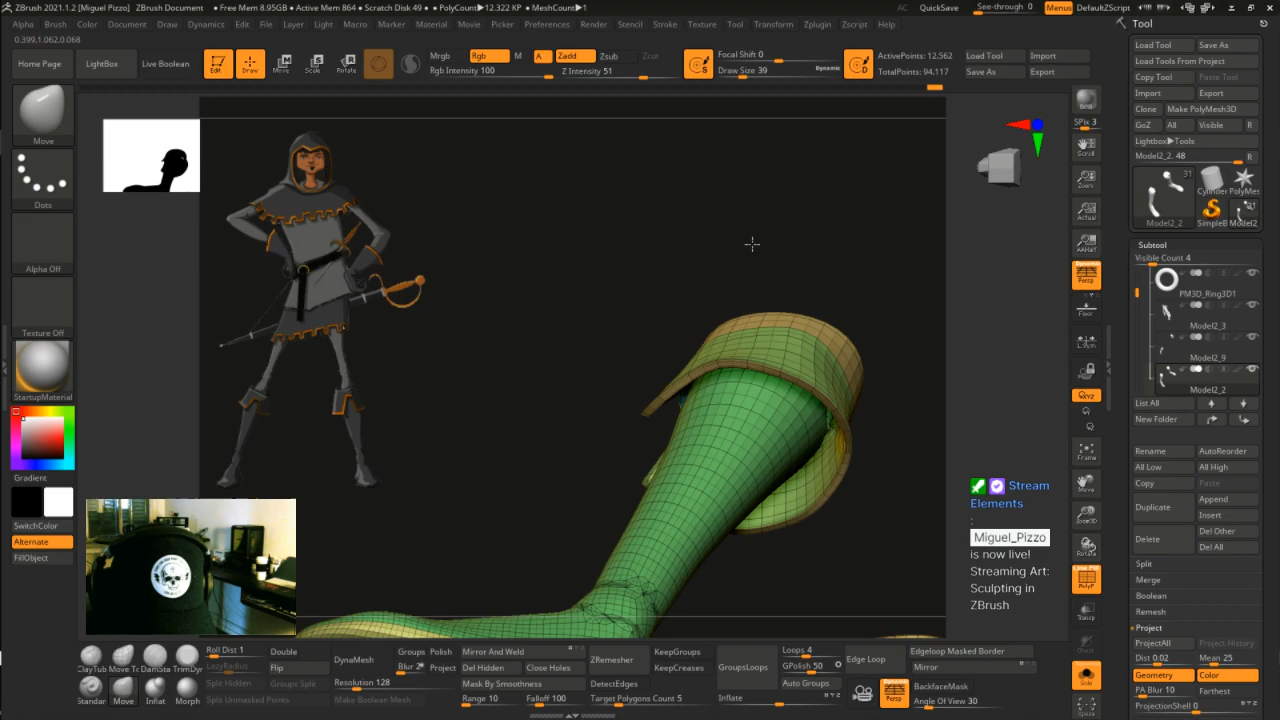 ZBrush 2021.1.2 [Miguel Pizzo] ZBrush Document • Free Mem 8.95GB • Active Mem 864 • Scratch Disk 49 • PolyCount▶12.322 KP • MeshCount▶1 AC QuickSave See-through 0 Menus DefaultZScript
Alpha Brush Color Document Draw Dynamics Edit File Layer Light Macro Marker Material Movie Picker Preferences Render Stencil Stroke Texture Tool Transform Zplugin Zscript Help
0.399,1.062,0.068
Home Page LightBox Live Boolean Edit Draw Move Scale Rotate
Mrgb Rgb M A Zadd Zsub Zcut
Rgb Intensity 100 Z Intensity 51
Focal Shift 0
Draw Size 39 Dynamic
ActivePoints: 12,562
TotalPoints: 94,117
Load Tool Import
Save As Export
Move
Dots
Alpha Off
Texture Off
StartupMaterial
Gradient
SwitchColor
Alternate
FillObject
Stream
Elements
:
Miguel_Pizzo
is now live!
Streaming Art:
Sculpting in
ZBrush
SPix 3
Scroll
Zoom
Actual
AAHalf
Dynamic
Persp
Floor
Frame
Move
Zoom3D
Rotate
PolyF
Transp
Solo
Tool
Load Tool Save As
Load Tools From Project
Copy Tool Paste Tool
Import Export
Clone Make PolyMesh3D
GoZ All Visible R
Lightbox▶Tools
Model2_2. 48 R
31
Model2_2
Cylinder PolyMes
SimpleB Model2
Subtool
Visible Count 4
PM3D_Ring3D1
Model2_3
Model2_9
Model2_2
List All
New Folder
Rename AutoReorder
All Low All High
Copy Paste
Duplicate Append
Insert
Delete Del Other
Del All
Split
Merge
Boolean
Remesh
Project
ProjectAll Project History
Dist 0.02 Mean 25
Geometry Color
PA Blur 10 Farthest
ProjectionShell 0
ClayTub Move To DamSta TrimDy
Standar Move Inflat Morph
Roll Dist 1
LazyRadius
Split Hidden
Split Unmasked Points
Double
Flip
Groups Split
DynaMesh
Resolution 128
Make Boolean Mesh
Groups Polish
Blur 2 Project
Mirror And Weld
Del Hidden Close Holes
Mask By Smoothness
Range 10 Falloff 100
ZRemesher
DetectEdges
Target Polygons Count 5
KeepGroups
KeepCreases
GroupsLoops
Inflate
Loops 4
GPolish 50
Auto Groups
Edge Loop
Persp
Edgeloop Masked Border
Mirror
BackfaceMask
Angle Of View 30